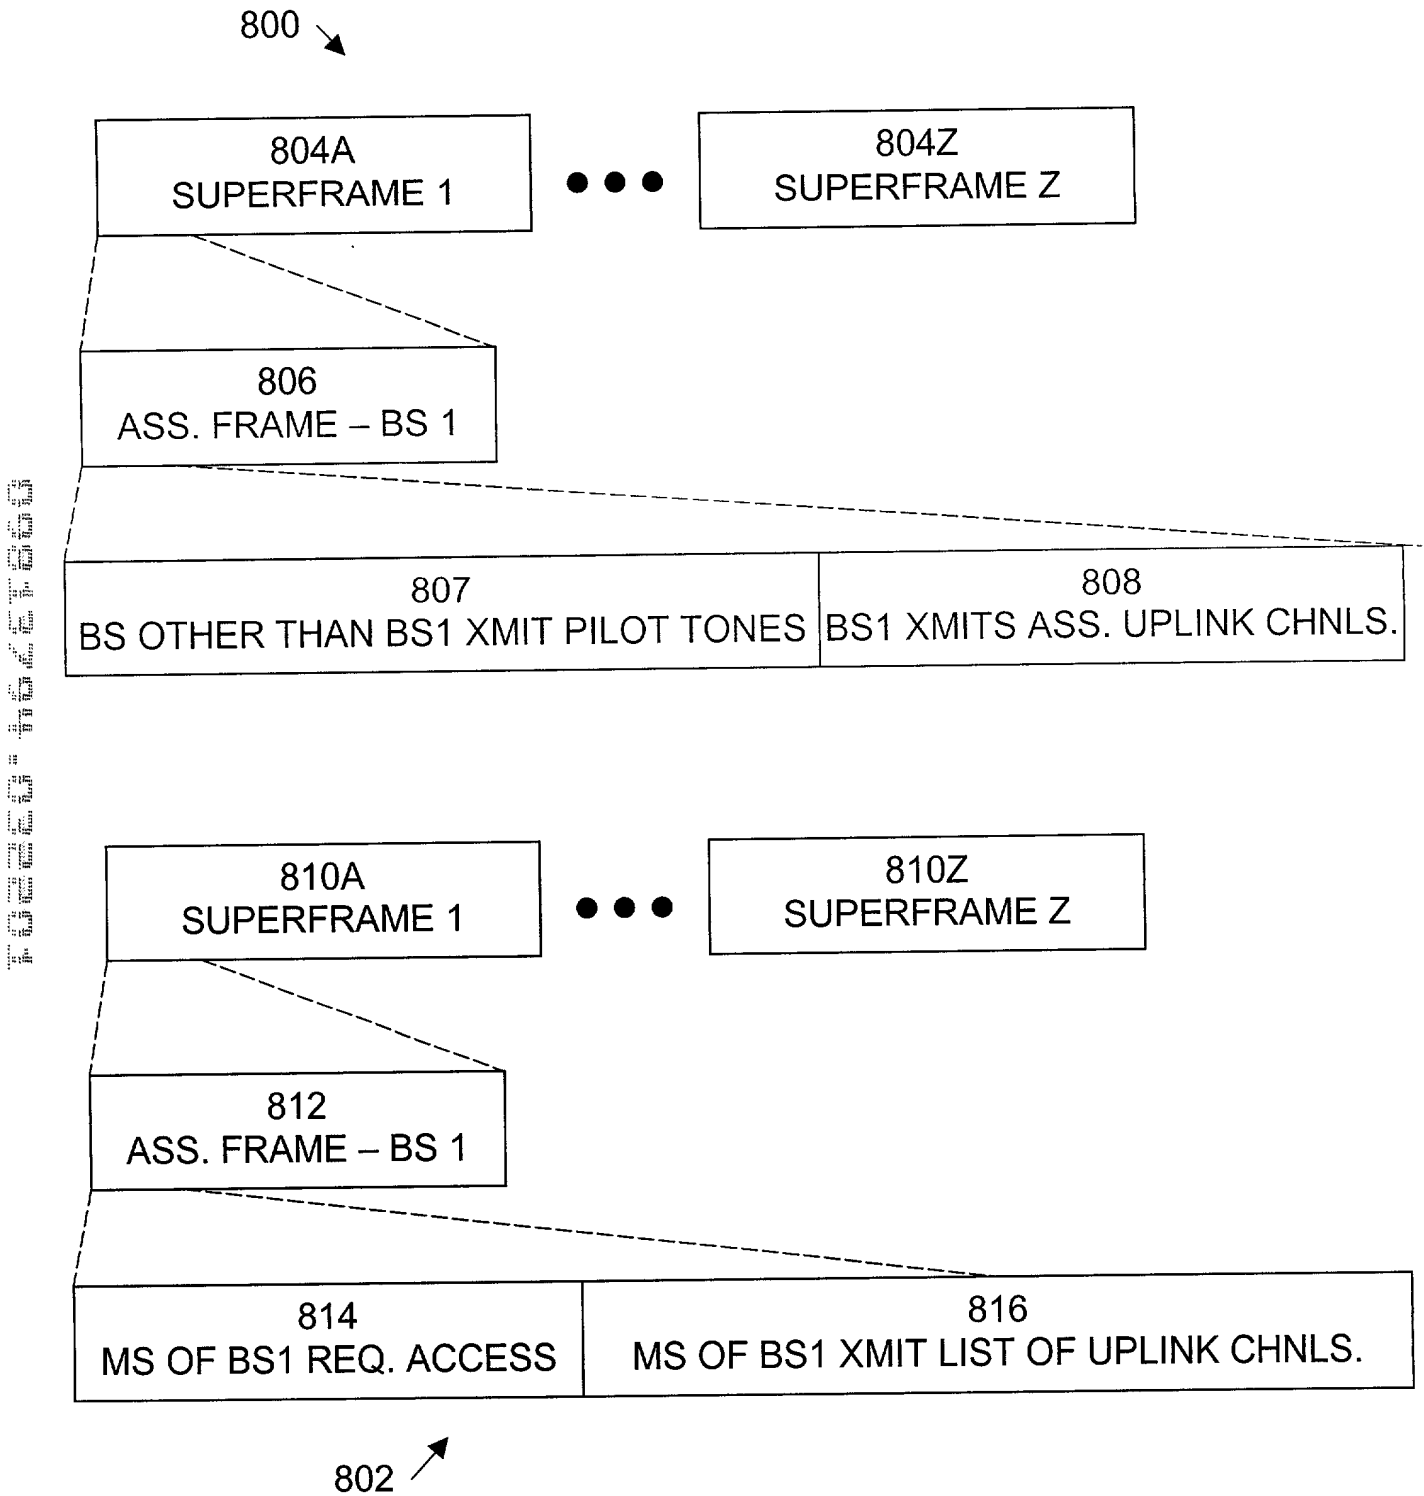 800
804A
SUPERFRAME 1
804Z
SUPERFRAME Z
806
ASS. FRAME – BS 1
807
BS OTHER THAN BS1 XMIT PILOT TONES
808
BS1 XMITS ASS. UPLINK CHNLS.
810A
SUPERFRAME 1
810Z
SUPERFRAME Z
812
ASS. FRAME – BS 1
814
MS OF BS1 REQ. ACCESS
816
MS OF BS1 XMIT LIST OF UPLINK CHNLS.
802